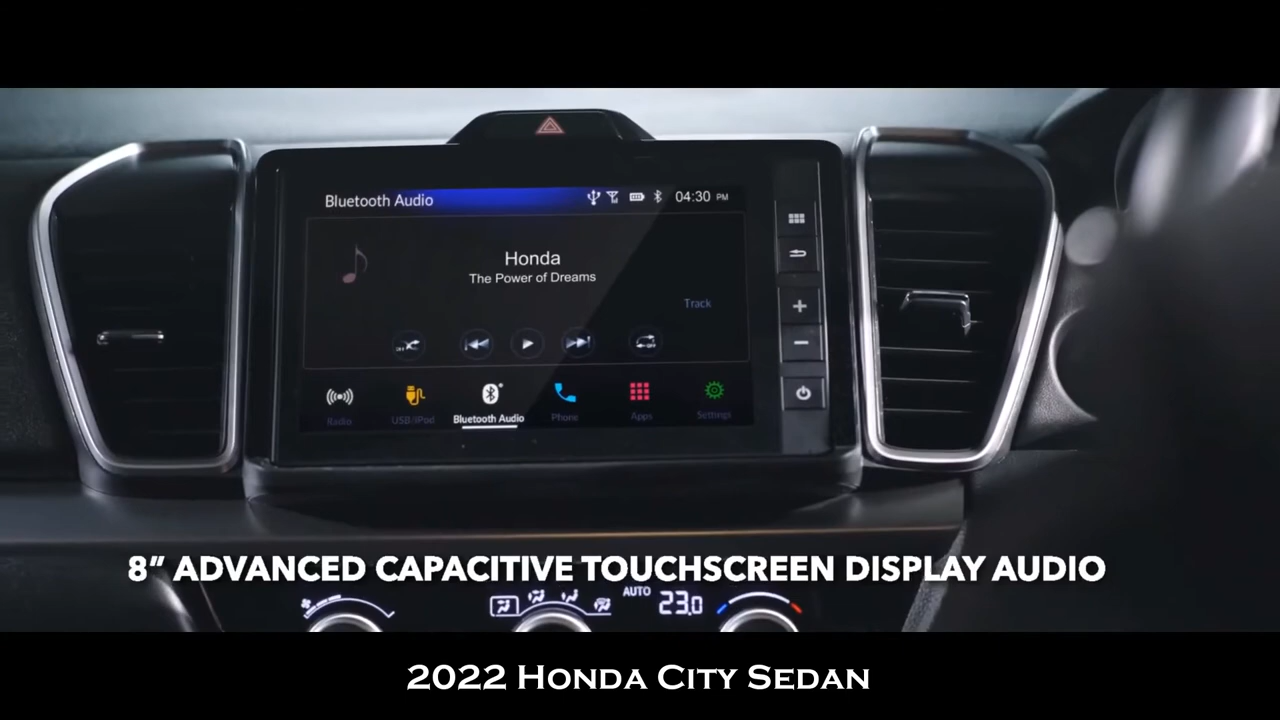 Bluetooth Audio 04:30 PM
Honda
The Power of Dreams
Track
Radio USB/iPod Bluetooth Audio Phone Apps Settings
8” ADVANCED CAPACITIVE TOUCHSCREEN DISPLAY AUDIO
AUTO 23.0
2022 HONDA CITY SEDAN